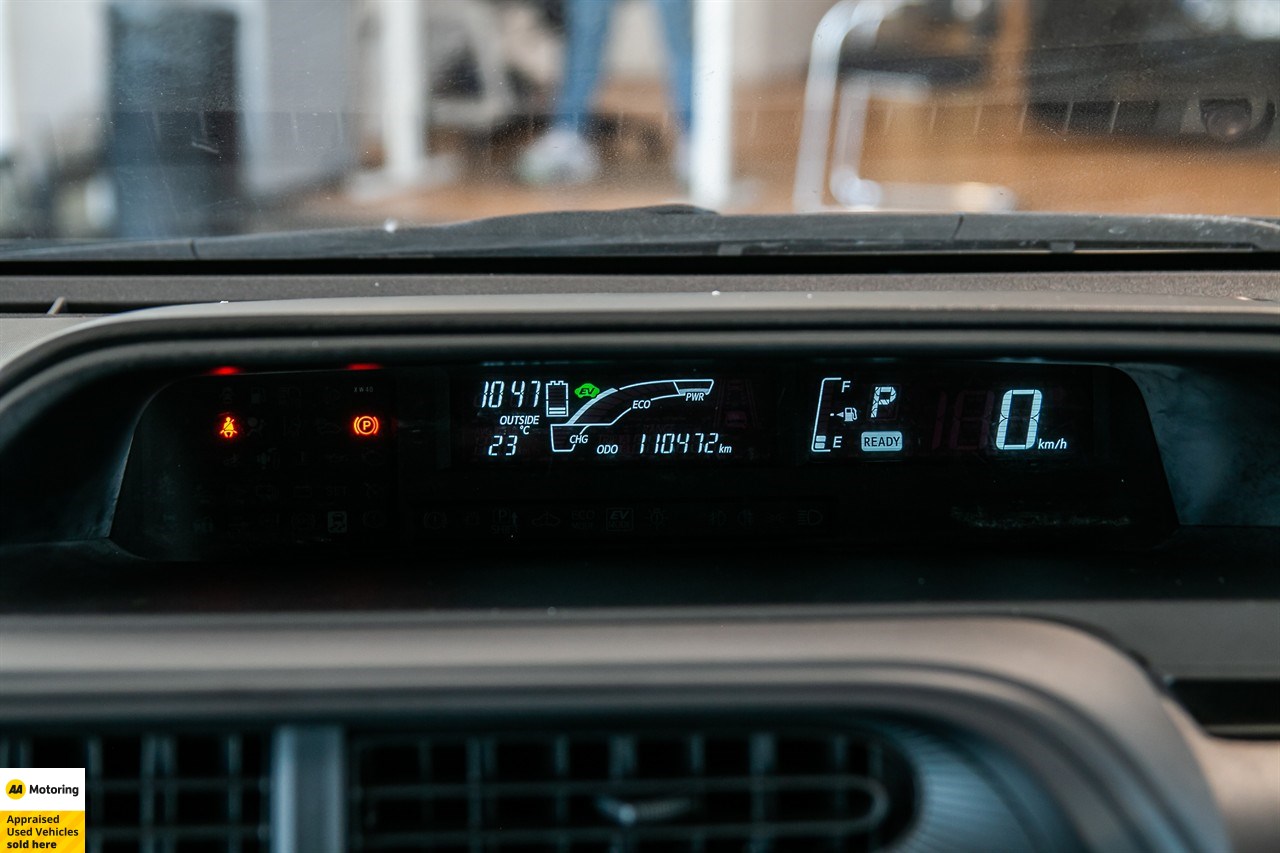 10 47
EV
OUTSIDE
°C
23
CHG
ECO
PWR
ODO 110472 km
F
E
P
READY
0 km/h
(P)
EV
AA Motoring
Appraised
Used Vehicles
sold here